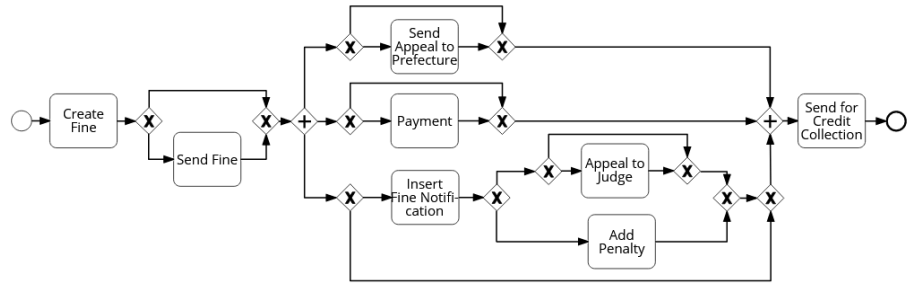 Create
Fine
Send Fine
Send
Appeal to
Prefecture
Payment
Insert
Fine Notifi-
cation
Appeal to
Judge
Add
Penalty
Send for
Credit
Collection